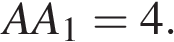 AA₁ = 4.